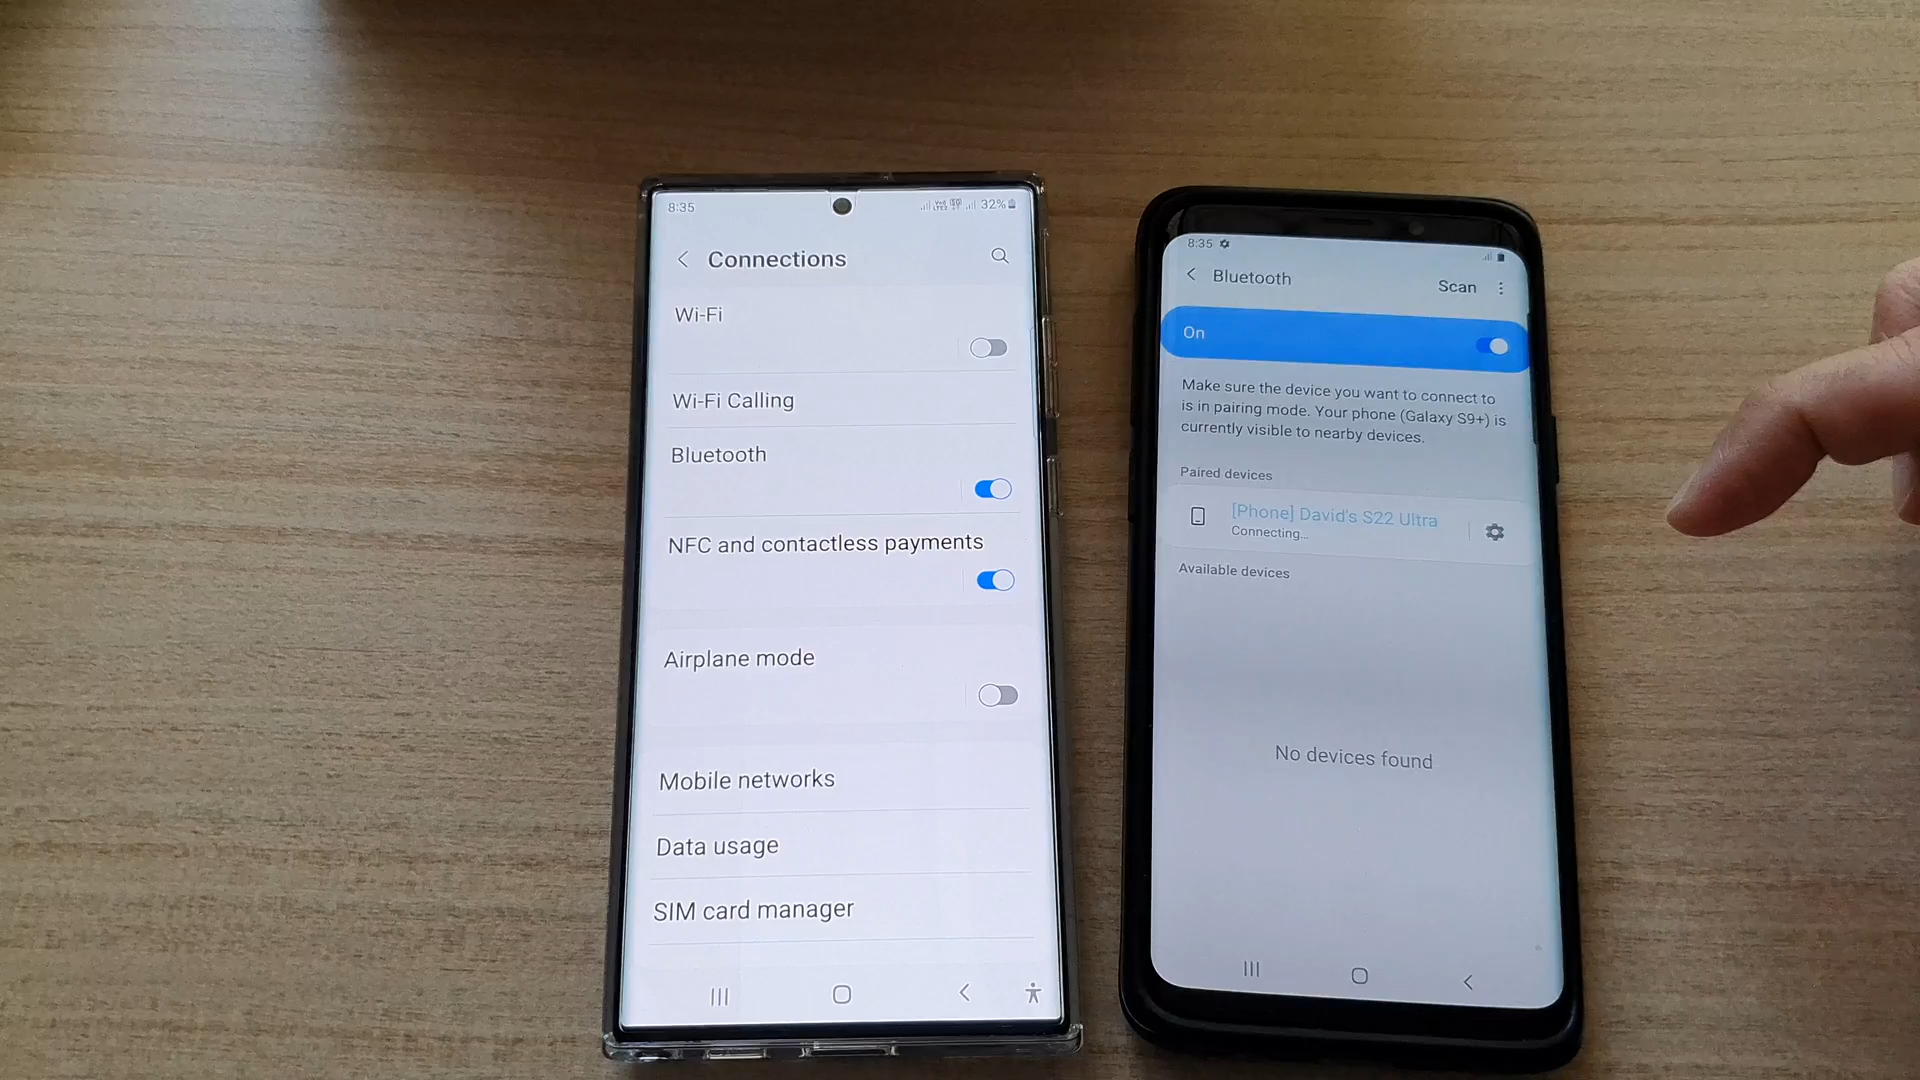 8:35
32%
Connections
Wi-Fi
Wi-Fi Calling
Bluetooth
NFC and contactless payments
Airplane mode
Mobile networks
Data usage
SIM card manager
8:35
Bluetooth
Scan
On
Make sure the device you want to connect to
is in pairing mode. Your phone (Galaxy S9+) is
currently visible to nearby devices.
Paired devices
[Phone] David's S22 Ultra
Connecting...
Available devices
No devices found